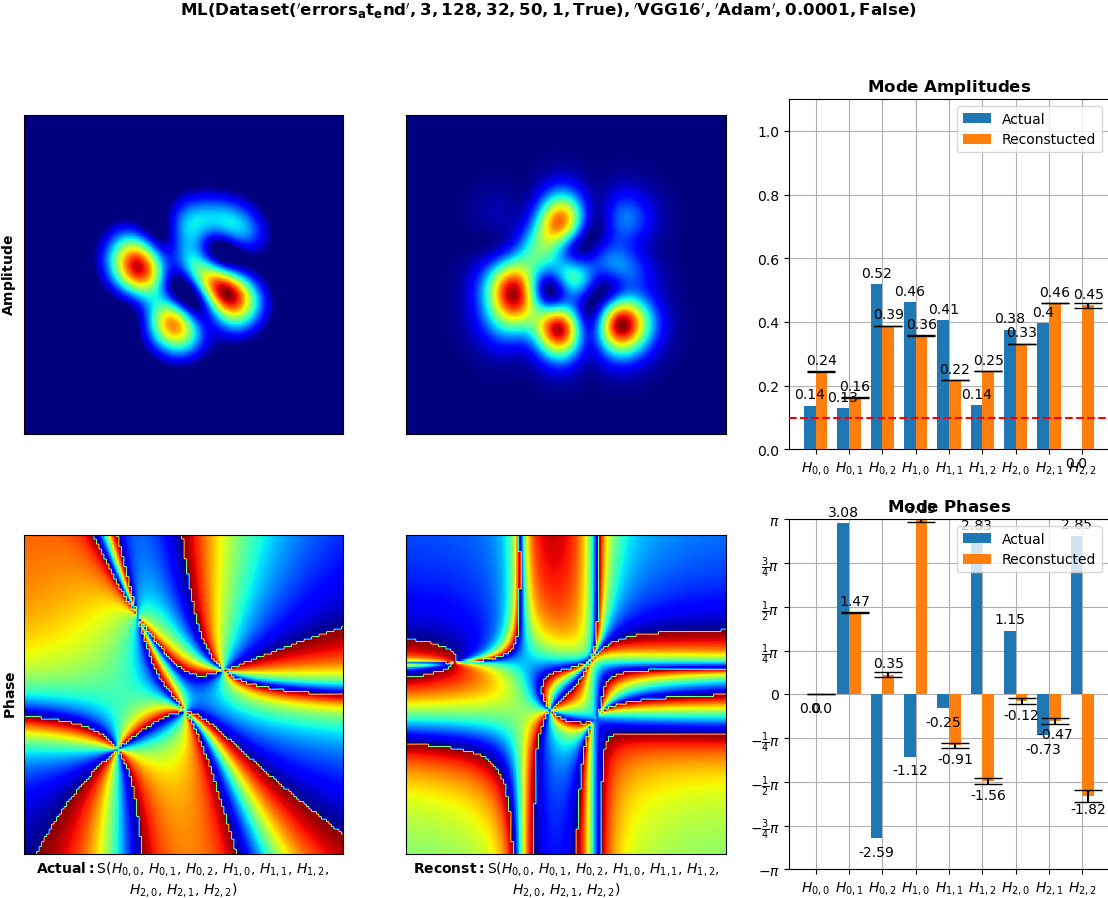 ML(Dataset('errors_at_end', 3, 128, 32, 50, 1, True), 'VGG16', 'Adam', 0.0001, False)
Amplitude
Mode Amplitudes
Actual
Reconstucted
1.0
0.8
0.6
0.4
0.2
0.0
0.14 0.24 0.13 0.16 0.52 0.39 0.46 0.36 0.41 0.22 0.14 0.25 0.38 0.33 0.4 0.46 0.0 0.45
H0,0 H0,1 H0,2 H1,0 H1,1 H1,2 H2,0 H2,1 H2,2
Phase
Mode Phases
Actual
Reconstucted
π
3/4π
1/2π
1/4π
0
−1/4π
−1/2π
−3/4π
−π
0.0 0.0 3.08 1.47 -2.59 0.35 -1.12 -0.25 -0.91 2.83 -1.56 1.15 -0.12 -0.73 -0.47 2.85 -1.82
H0,0 H0,1 H0,2 H1,0 H1,1 H1,2 H2,0 H2,1 H2,2
Actual: S(H0,0, H0,1, H0,2, H1,0, H1,1, H1,2,
H2,0, H2,1, H2,2)
Reconst: S(H0,0, H0,1, H0,2, H1,0, H1,1, H1,2,
H2,0, H2,1, H2,2)